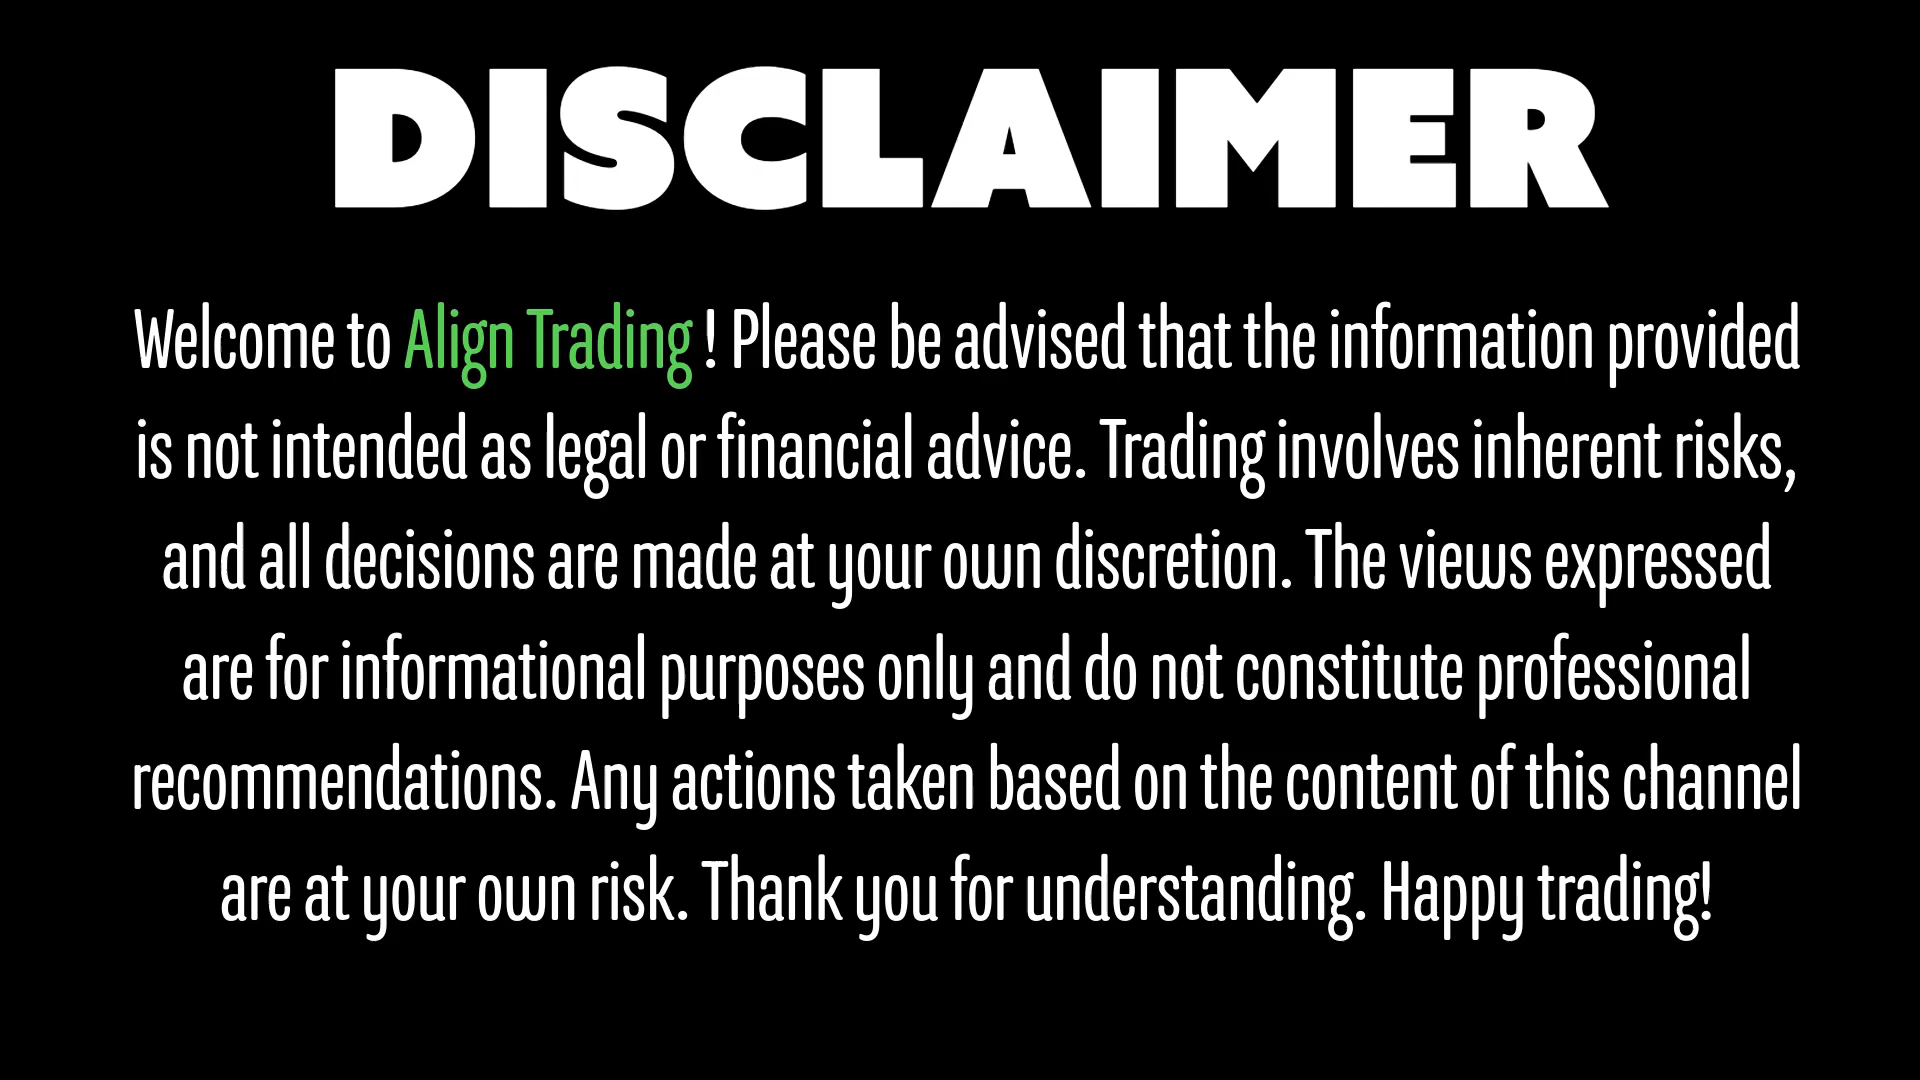 DISCLAIMER
Welcome to Align Trading ! Please be advised that the information provided
is not intended as legal or financial advice. Trading involves inherent risks,
and all decisions are made at your own discretion. The views expressed
are for informational purposes only and do not constitute professional
recommendations. Any actions taken based on the content of this channel
are at your own risk. Thank you for understanding. Happy trading!